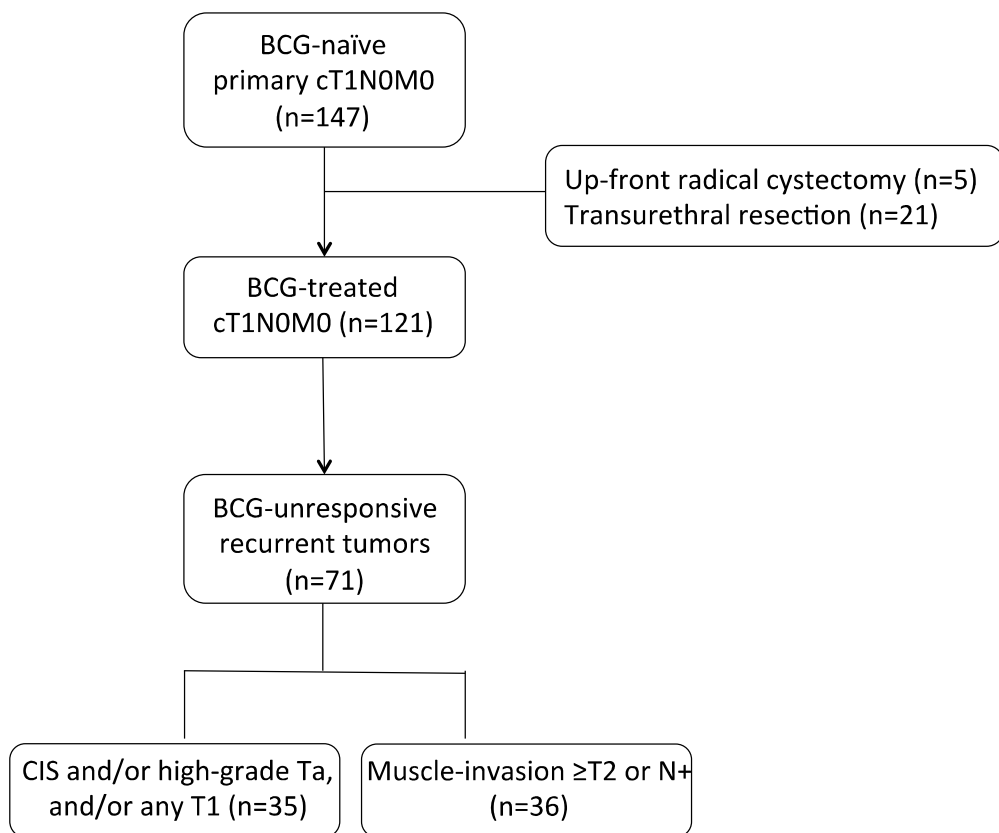 BCG-naïve
primary cT1N0M0
(n=147)
Up-front radical cystectomy (n=5)
Transurethral resection (n=21)
BCG-treated
cT1N0M0 (n=121)
BCG-unresponsive
recurrent tumors
(n=71)
CIS and/or high-grade Ta,
and/or any T1 (n=35)
Muscle-invasion ≥T2 or N+
(n=36)